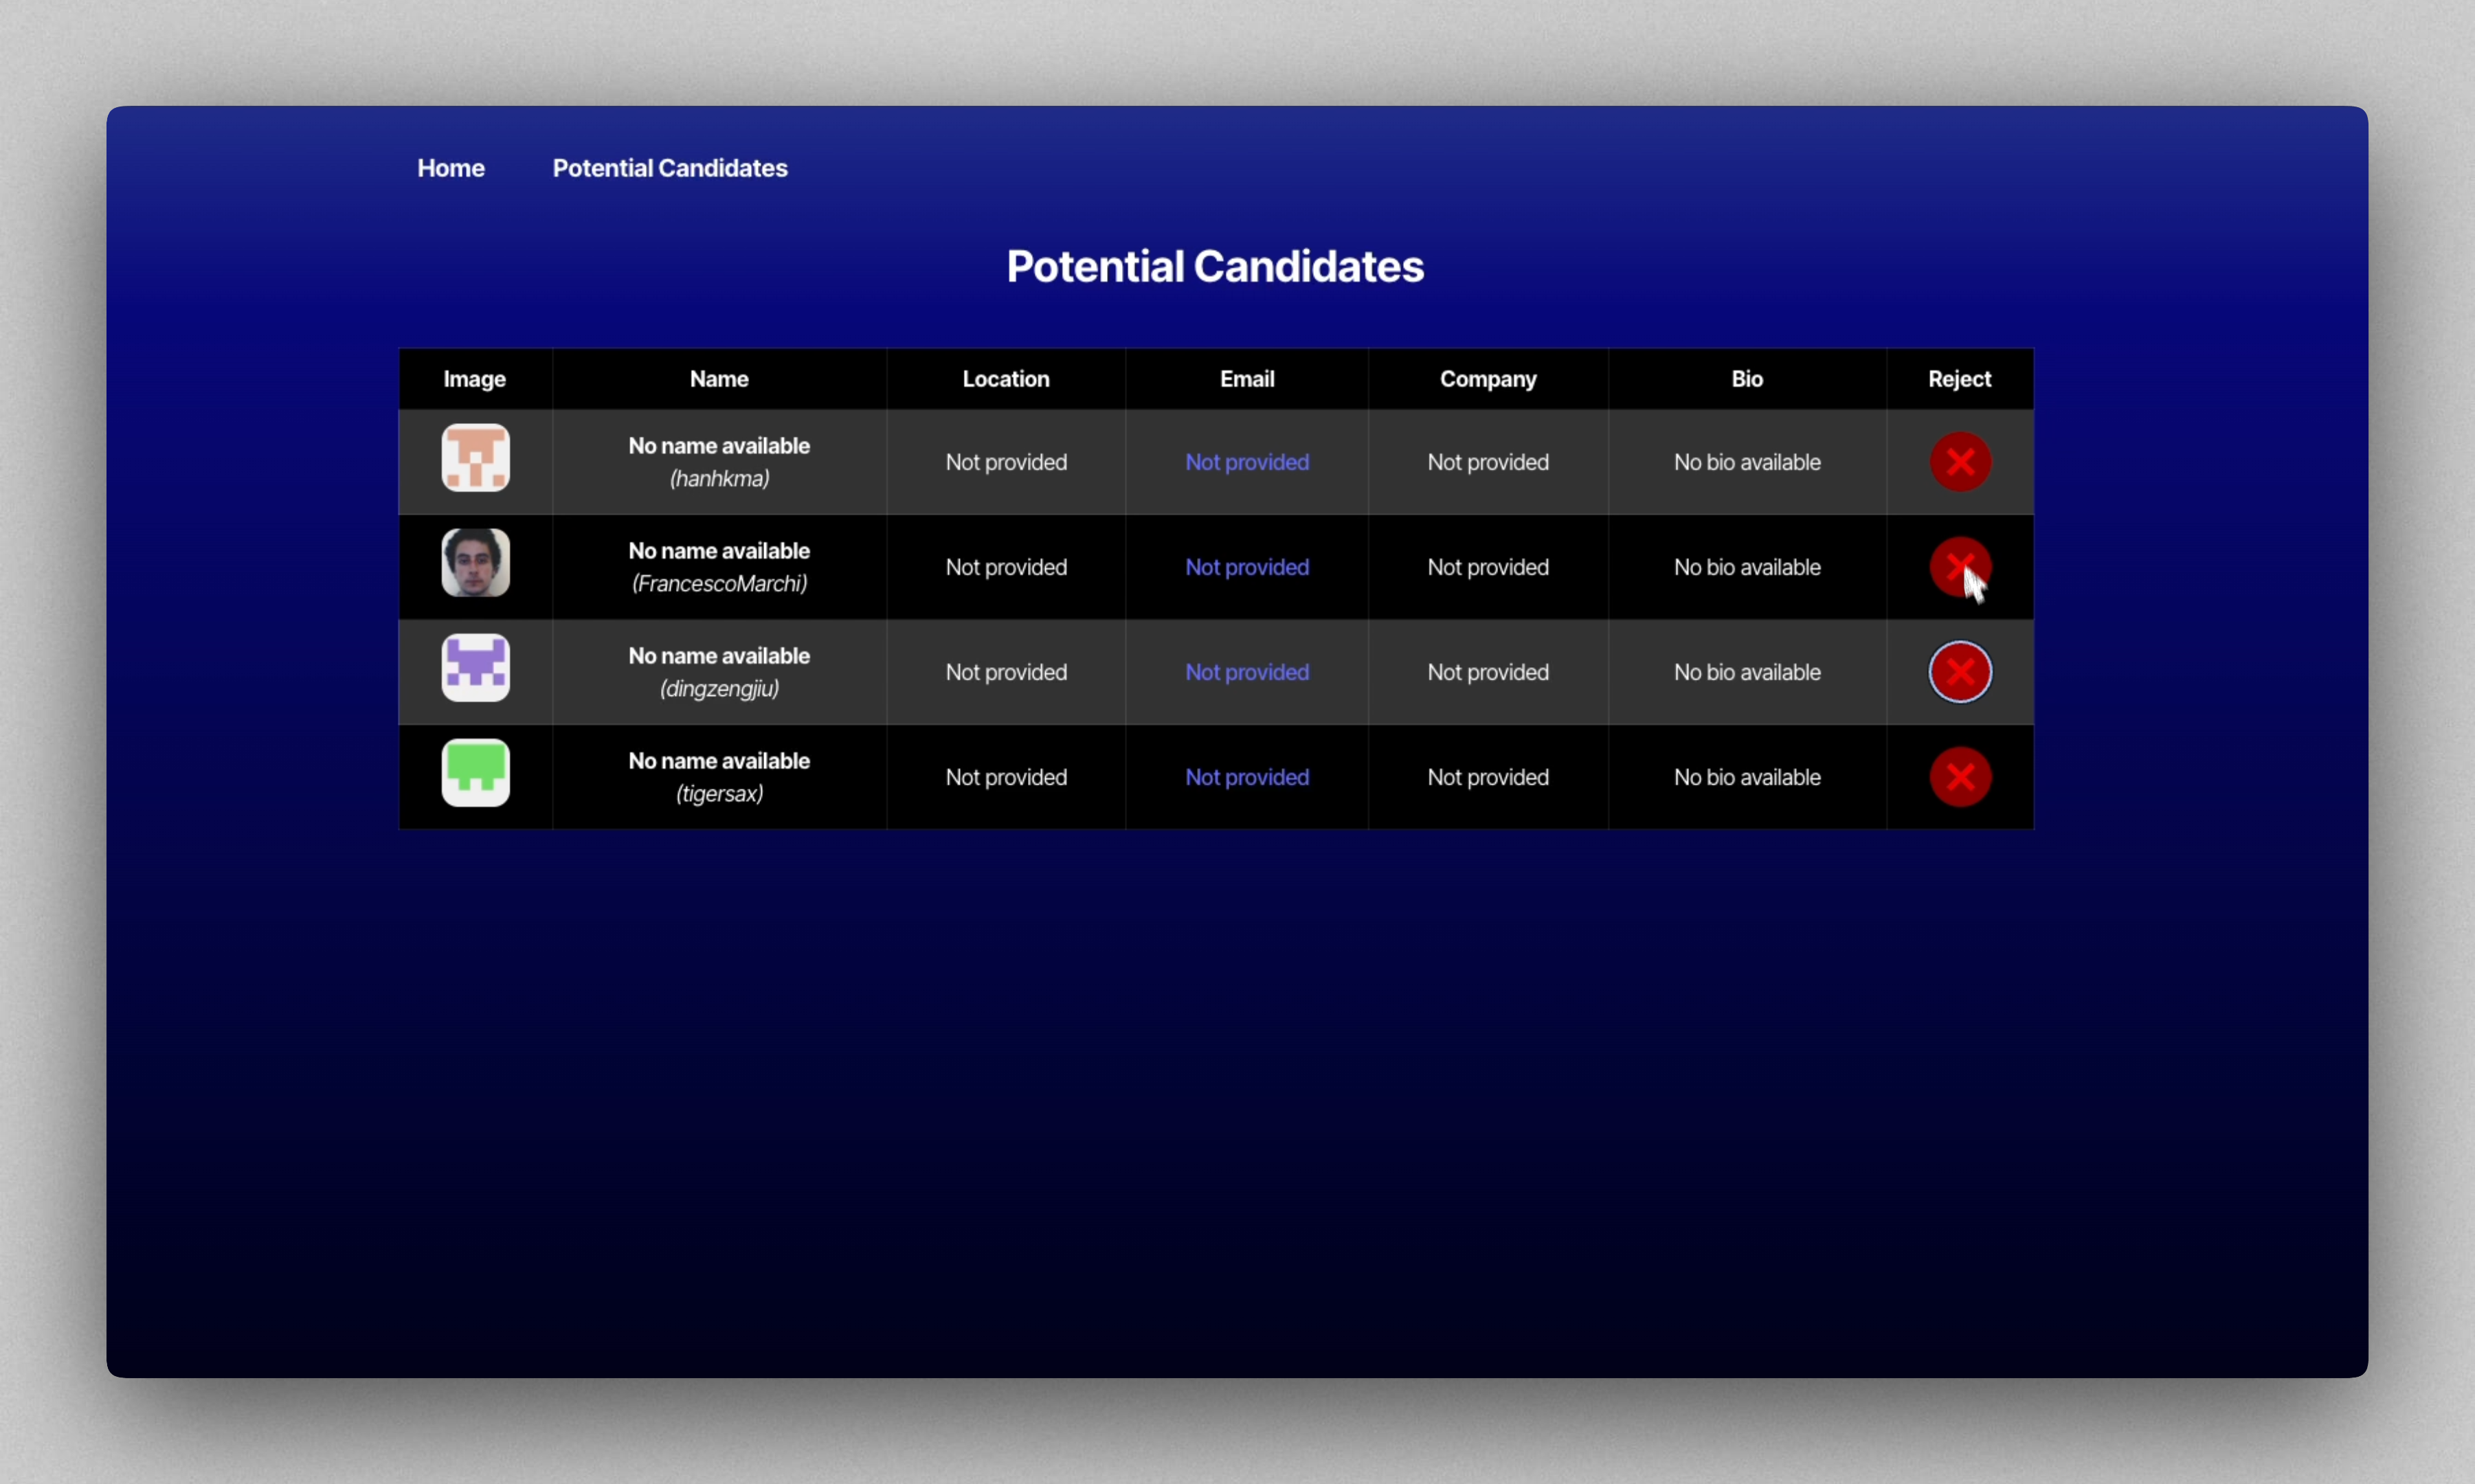 Home Potential Candidates
Potential Candidates
Image Name Location Email Company Bio Reject
No name available
(hanhkma)
Not provided Not provided Not provided No bio available
No name available
(FrancescoMarchi)
Not provided Not provided Not provided No bio available
No name available
(dingzengjiu)
Not provided Not provided Not provided No bio available
No name available
(tigersax)
Not provided Not provided Not provided No bio available